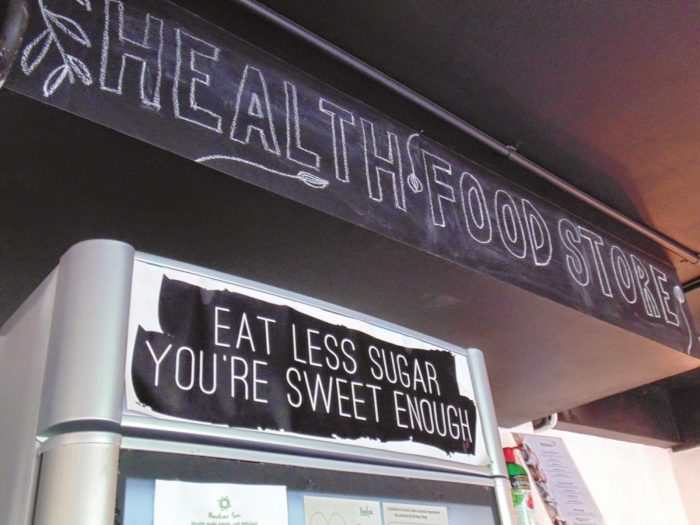 HEALTH FOOD STORE
EAT LESS SUGAR
YOU'RE SWEET ENOUGH